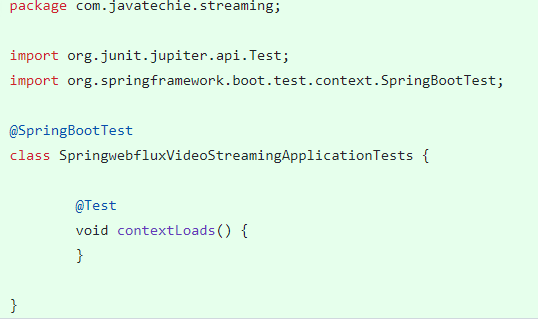 package com.javatechie.streaming;
import org.junit.jupiter.api.Test;
import org.springframework.boot.test.context.SpringBootTest;
@SpringBootTest
class SpringwebfluxVideoStreamingApplicationTests {
@Test
void contextLoads() {
}
}